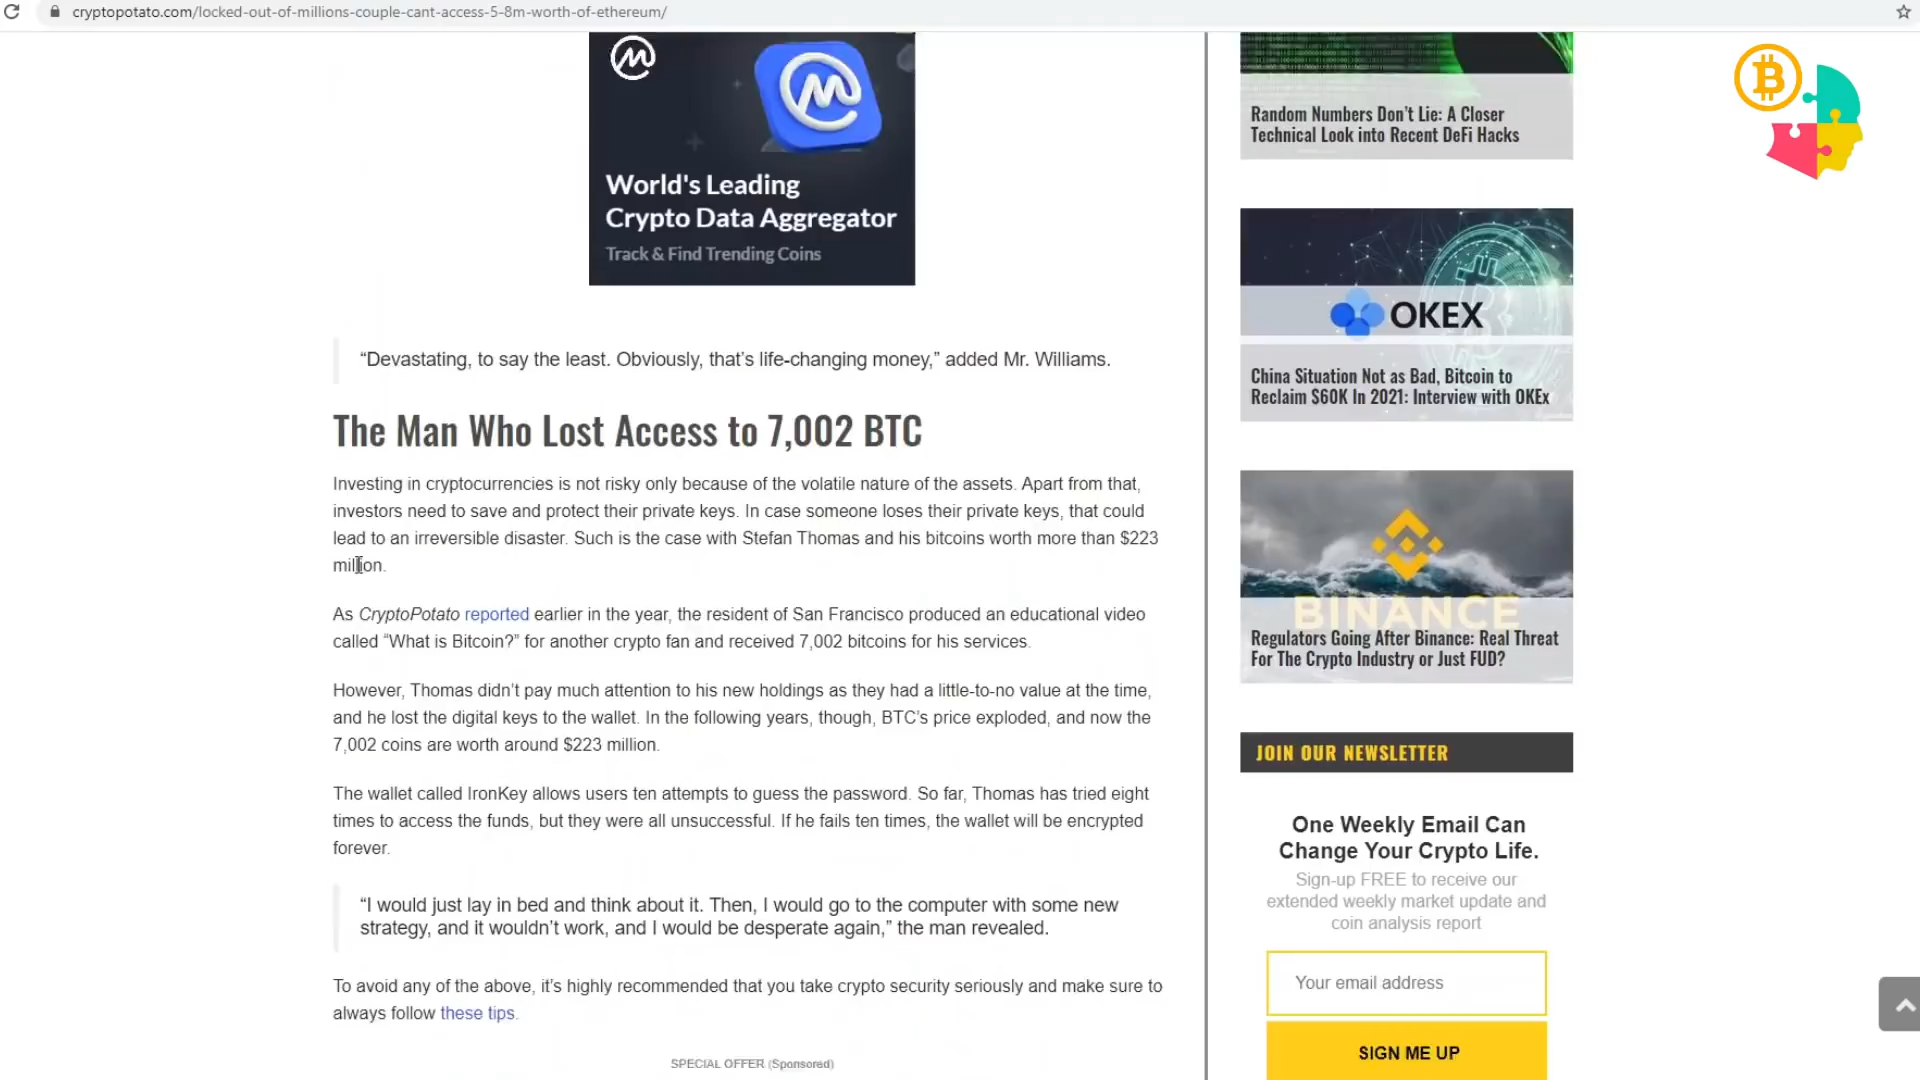 cryptopotato.com/locked-out-of-millions-couple-cant-access-5-8m-worth-of-ethereum/
World's Leading
Crypto Data Aggregator
Track & Find Trending Coins
“Devastating, to say the least. Obviously, that’s life-changing money,” added Mr. Williams.
The Man Who Lost Access to 7,002 BTC
Investing in cryptocurrencies is not risky only because of the volatile nature of the assets. Apart from that,
investors need to save and protect their private keys. In case someone loses their private keys, that could
lead to an irreversible disaster. Such is the case with Stefan Thomas and his bitcoins worth more than $223
million.
As CryptoPotato reported earlier in the year, the resident of San Francisco produced an educational video
called “What is Bitcoin?” for another crypto fan and received 7,002 bitcoins for his services.
However, Thomas didn’t pay much attention to his new holdings as they had a little-to-no value at the time,
and he lost the digital keys to the wallet. In the following years, though, BTC’s price exploded, and now the
7,002 coins are worth around $223 million.
The wallet called IronKey allows users ten attempts to guess the password. So far, Thomas has tried eight
times to access the funds, but they were all unsuccessful. If he fails ten times, the wallet will be encrypted
forever.
“I would just lay in bed and think about it. Then, I would go to the computer with some new
strategy, and it wouldn’t work, and I would be desperate again,” the man revealed.
To avoid any of the above, it’s highly recommended that you take crypto security seriously and make sure to
always follow these tips.
SPECIAL OFFER (Sponsored)
Random Numbers Don’t Lie: A Closer
Technical Look into Recent DeFi Hacks
OKEX
China Situation Not as Bad, Bitcoin to
Reclaim $60K In 2021: Interview with OKEx
BINANCE
Regulators Going After Binance: Real Threat
For The Crypto Industry or Just FUD?
JOIN OUR NEWSLETTER
One Weekly Email Can
Change Your Crypto Life.
Sign-up FREE to receive our
extended weekly market update and
coin analysis report
Your email address
SIGN ME UP